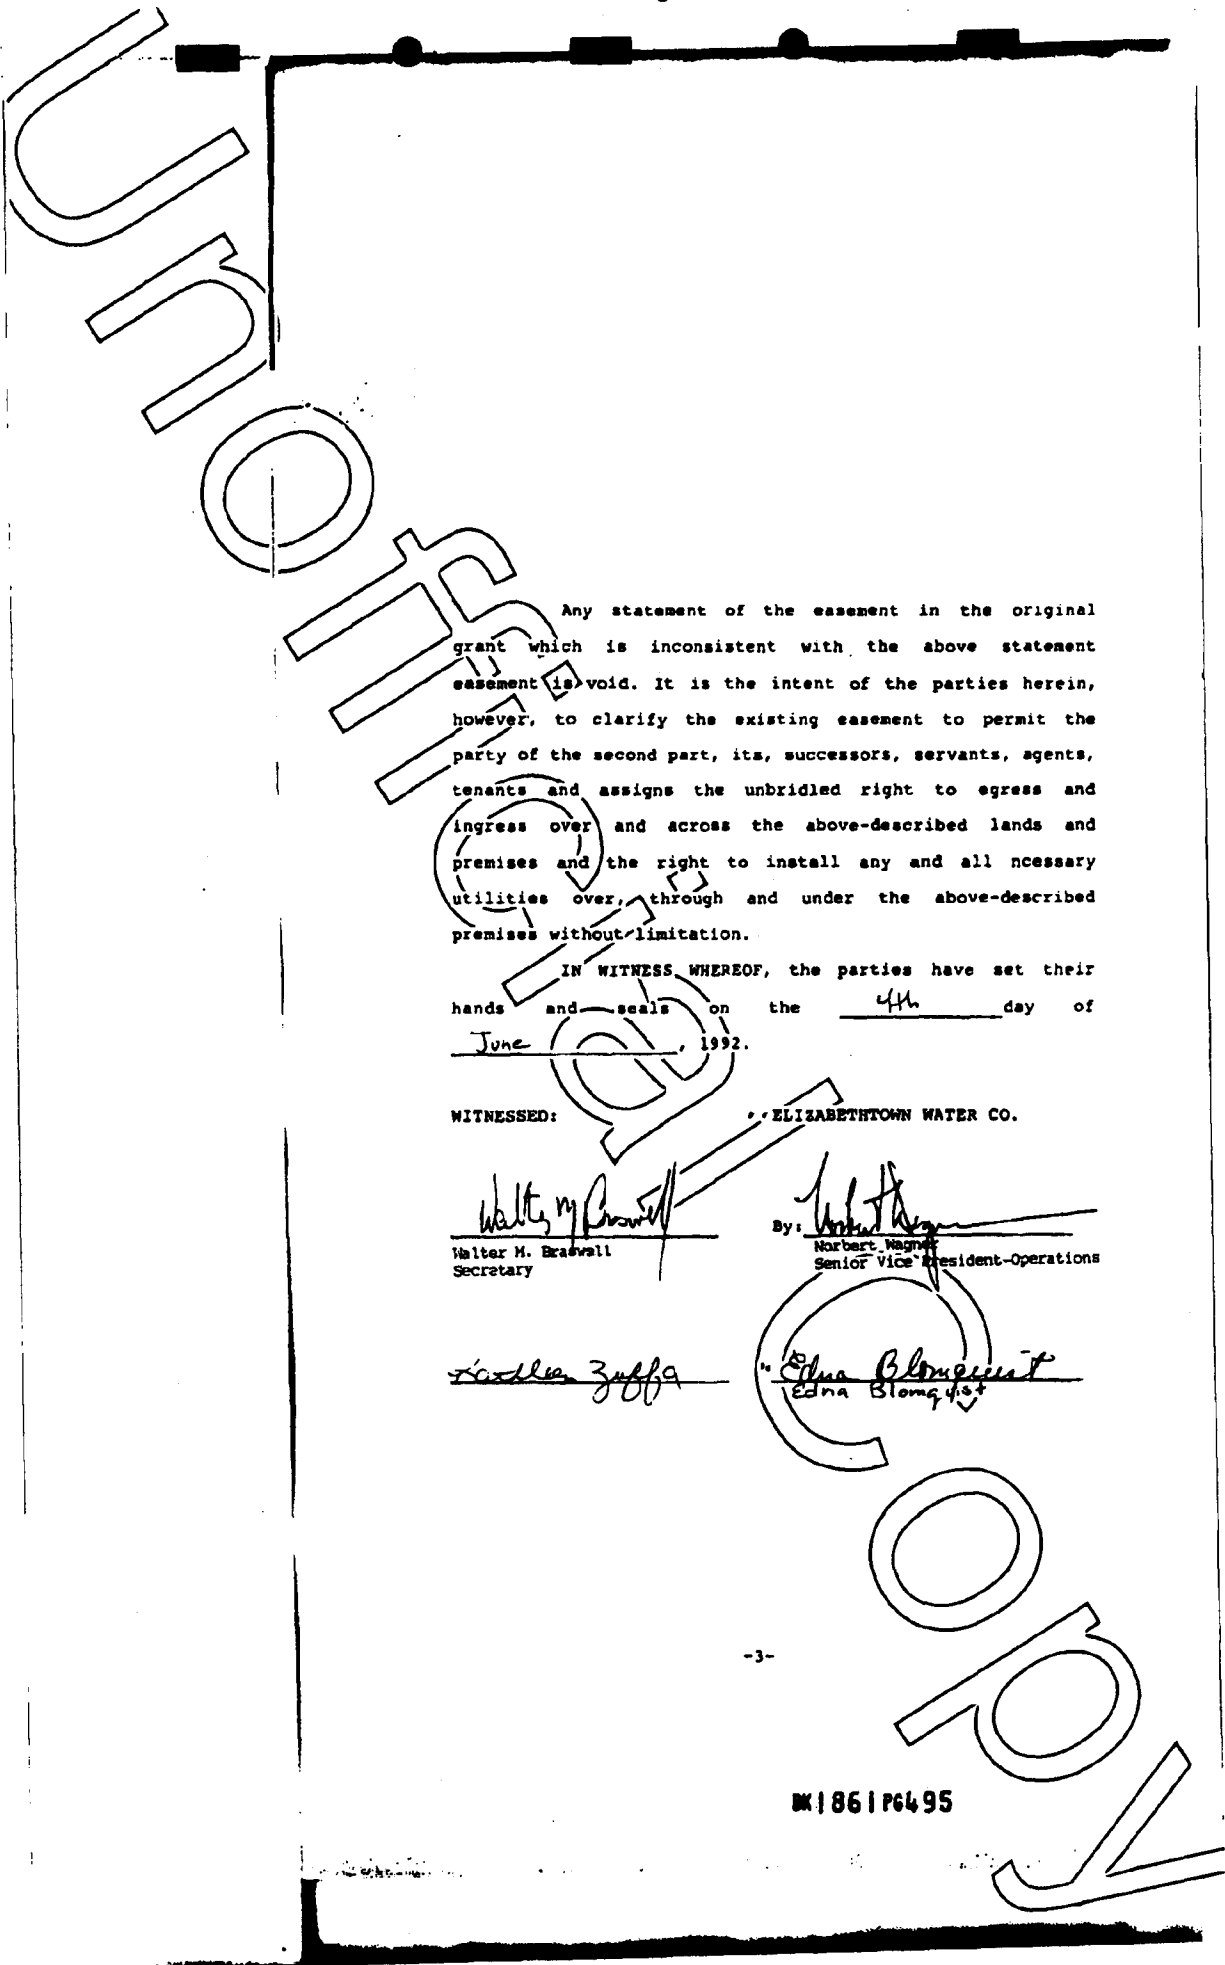 Unofficial Copy
Any statement of the easement in the original
grant which is inconsistent with the above statement
easement is void. It is the intent of the parties herein,
however, to clarify the existing easement to permit the
party of the second part, its, successors, servants, agents,
tenants and assigns the unbridled right to egress and
ingress over and across the above-described lands and
premises and the right to install any and all ncessary
utilities over, through and under the above-described
premises without limitation.
IN WITNESS WHEREOF, the parties have set their
hands and seals on the 4th day of
June, 1992.
WITNESSED: ELIZABETHTOWN WATER CO.
Walter M Braswell
By:
Walter M. Braswell Norbert Wagner
Secretary Senior Vice President-Operations
Kathleen Zuffa Edna Blomquist
Edna Blomquist
-3-
BK1861PG495